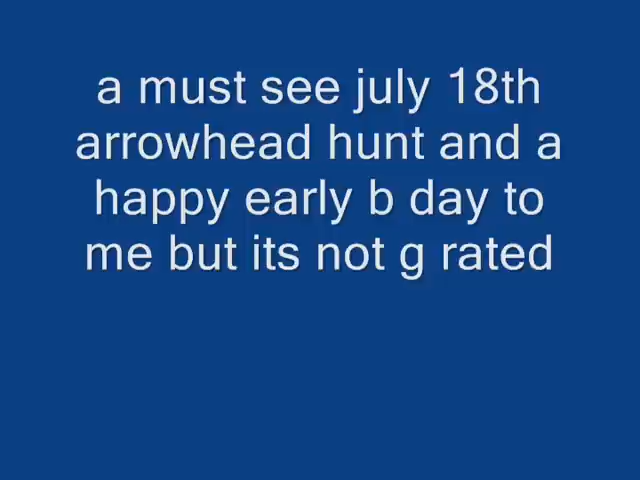 a must see july 18th
arrowhead hunt and a
happy early b day to
me but its not g rated